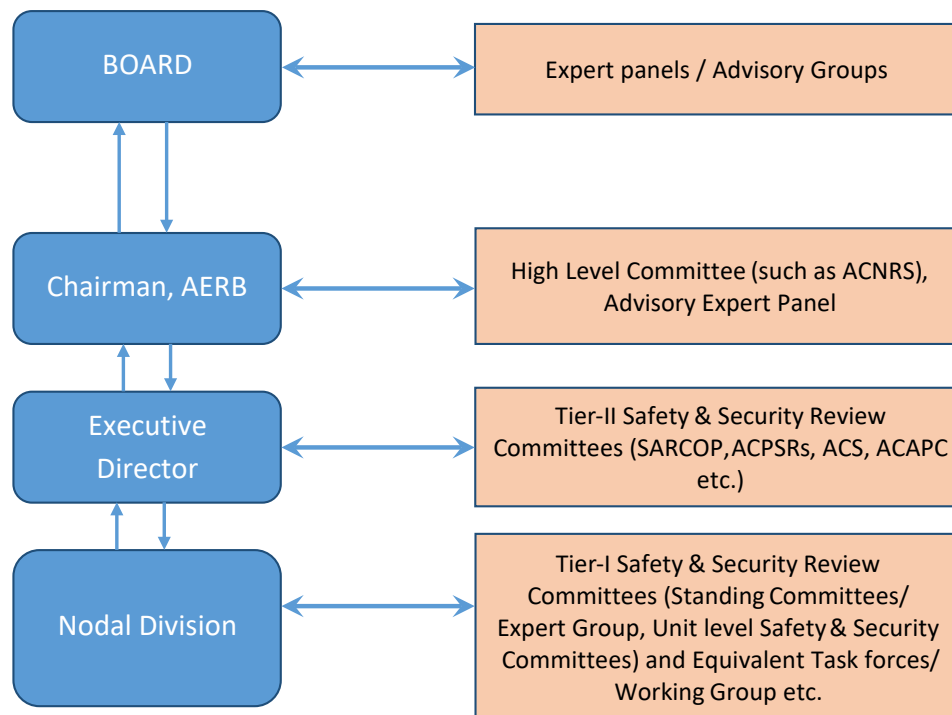 BOARD
Expert panels / Advisory Groups
Chairman, AERB
High Level Committee (such as ACNRS),
Advisory Expert Panel
Executive
Director
Tier-II Safety & Security Review
Committees (SARCOP, ACPSRs, ACS, ACAPC
etc.)
Nodal Division
Tier-I Safety & Security Review
Committees (Standing Committees/
Expert Group, Unit level Safety & Security
Committees) and Equivalent Task forces/
Working Group etc.